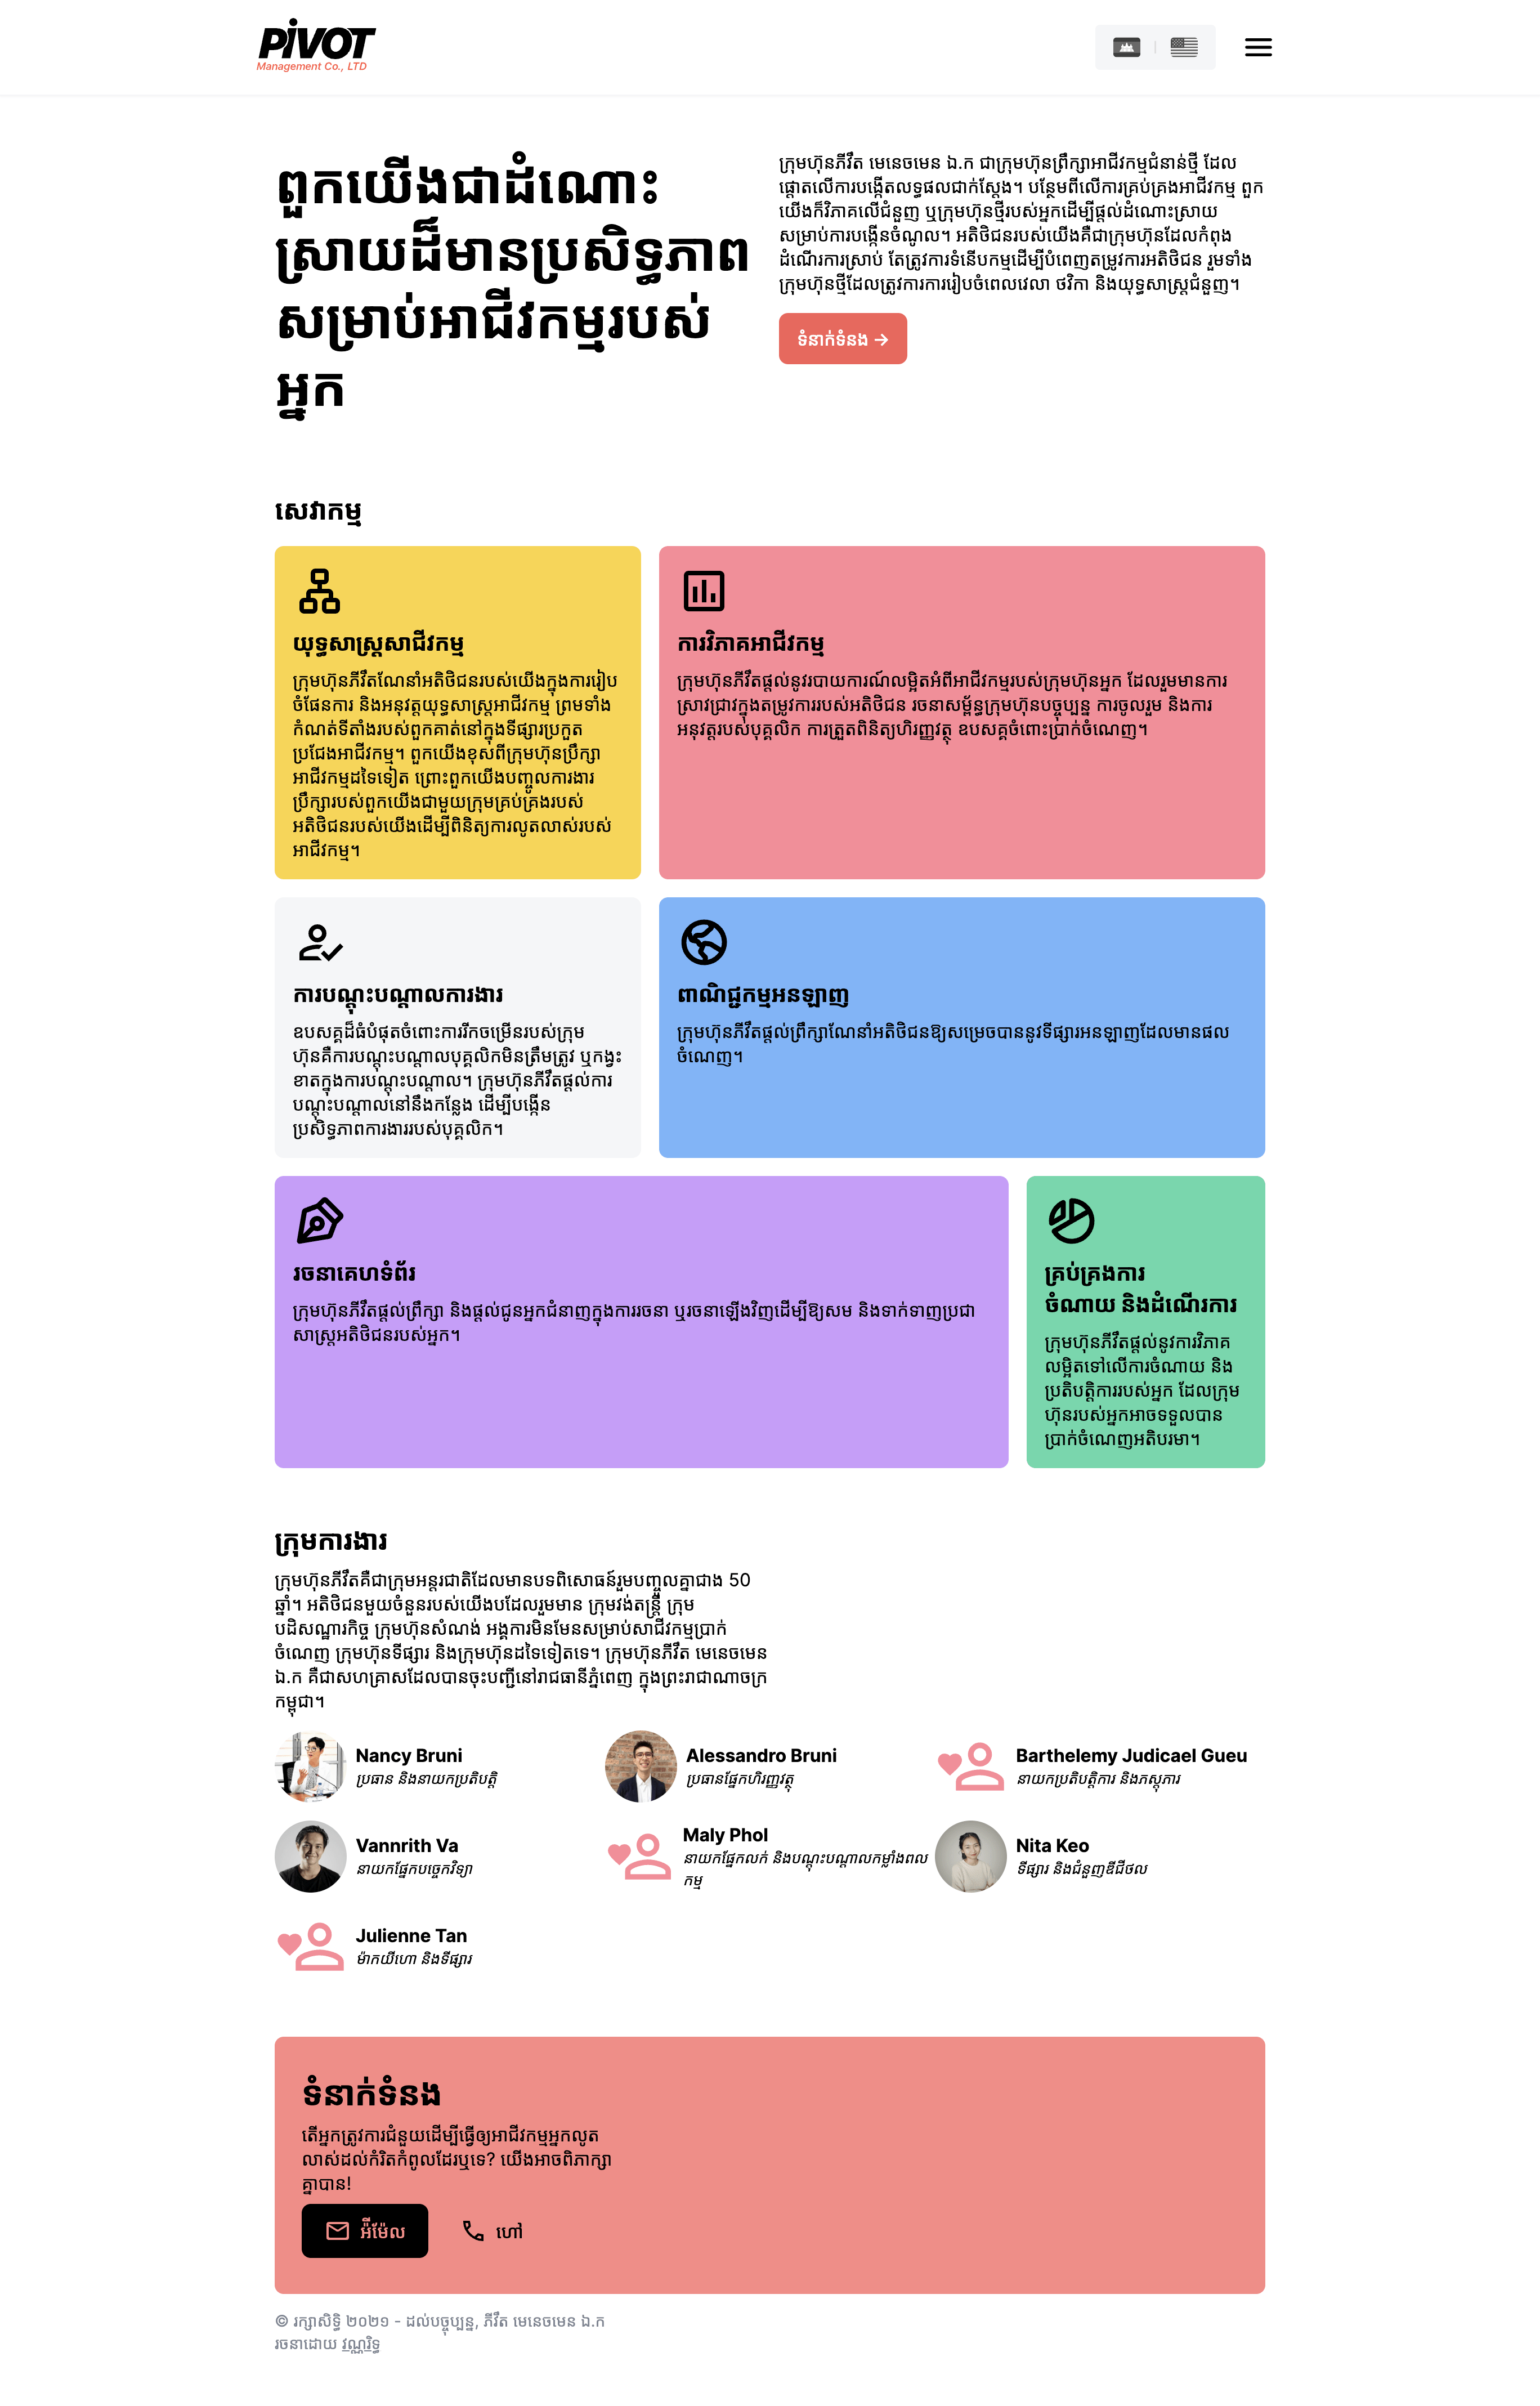 PiVOT
Management Co., LTD
ពួកយើងជាដំណោះ
ស្រាយដ៏មានប្រសិទ្ធភាព
សម្រាប់អាជីវកម្មរបស់
អ្នក
ក្រុមហ៊ុនភីវឺត មេនេចមេន ឯ.ក ជាក្រុមហ៊ុនព្រឹក្សាអាជីវកម្មជំនាន់ថ្មី ដែល
ផ្តោតលើការបង្កើតលទ្ធផលជាក់ស្តែង។ បន្ថែមពីលើការគ្រប់គ្រងអាជីវកម្ម ពួក
យើងក៏វិភាគលើជំនួញ ឬក្រុមហ៊ុនថ្មីរបស់អ្នកដើម្បីផ្តល់ដំណោះស្រាយ
សម្រាប់ការបង្កើនចំណូល។ អតិថិជនរបស់យើងគឺជាក្រុមហ៊ុនដែលកំពុង
ដំណើរការស្រាប់ តែត្រូវការទំនើបកម្មដើម្បីបំពេញតម្រូវការអតិថិជន រួមទាំង
ក្រុមហ៊ុនថ្មីដែលត្រូវការការរៀបចំពេលវេលា ថវិកា និងយុទ្ធសាស្ត្រជំនួញ។
ទំនាក់ទំនង →
សេវាកម្ម
យុទ្ធសាស្ត្រសាជីវកម្ម
ក្រុមហ៊ុនភីវឺតណែនាំអតិថិជនរបស់យើងក្នុងការរៀប
ចំផែនការ និងអនុវត្តយុទ្ធសាស្ត្រអាជីវកម្ម ព្រមទាំង
កំណត់ទីតាំងរបស់ពួកគាត់នៅក្នុងទីផ្សារប្រកួត
ប្រជែងអាជីវកម្ម។ ពួកយើងខុសពីក្រុមហ៊ុនប្រឹក្សា
អាជីវកម្មដទៃទៀត ព្រោះពួកយើងបញ្ចូលការងារ
ប្រឹក្សារបស់ពួកយើងជាមួយក្រុមគ្រប់គ្រងរបស់
អតិថិជនរបស់យើងដើម្បីពិនិត្យការលូតលាស់របស់
អាជីវកម្ម។
ការវិភាគអាជីវកម្ម
ក្រុមហ៊ុនភីវឺតផ្តល់នូវរបាយការណ៍លម្អិតអំពីអាជីវកម្មរបស់ក្រុមហ៊ុនអ្នក ដែលរួមមានការ
ស្រាវជ្រាវក្នុងតម្រូវការរបស់អតិថិជន រចនាសម្ព័ន្ធក្រុមហ៊ុនបច្ចុប្បន្ន ការចូលរួម និងការ
អនុវត្តរបស់បុគ្គលិក ការត្រួតពិនិត្យហិរញ្ញវត្ថុ ឧបសគ្គចំពោះប្រាក់ចំណេញ។
ការបណ្តុះបណ្តាលការងារ
ឧបសគ្គដ៏ធំបំផុតចំពោះការរីកចម្រើនរបស់ក្រុម
ហ៊ុនគឺការបណ្តុះបណ្តាលបុគ្គលិកមិនត្រឹមត្រូវ ឬកង្វះ
ខាតក្នុងការបណ្តុះបណ្តាល។ ក្រុមហ៊ុនភីវឺតផ្តល់ការ
បណ្តុះបណ្តាលនៅនឹងកន្លែង ដើម្បីបង្កើន
ប្រសិទ្ធភាពការងាររបស់បុគ្គលិក។
ពាណិជ្ជកម្មអនឡាញ
ក្រុមហ៊ុនភីវឺតផ្តល់ព្រឹក្សាណែនាំអតិថិជនឱ្យសម្រេចបាននូវទីផ្សារអនឡាញដែលមានផល
ចំណេញ។
រចនាគេហទំព័រ
ក្រុមហ៊ុនភីវឺតផ្តល់ព្រឹក្សា និងផ្តល់ជូនអ្នកជំនាញក្នុងការរចនា ឬរចនាឡើងវិញដើម្បីឱ្យសម និងទាក់ទាញប្រជា
សាស្ត្រអតិថិជនរបស់អ្នក។
គ្រប់គ្រងការ
ចំណាយ និងដំណើរការ
ក្រុមហ៊ុនភីវឺតផ្តល់នូវការវិភាគ
លម្អិតទៅលើការចំណាយ និង
ប្រតិបត្តិការរបស់អ្នក ដែលក្រុម
ហ៊ុនរបស់អ្នកអាចទទួលបាន
ប្រាក់ចំណេញអតិបរមា។
ក្រុមការងារ
ក្រុមហ៊ុនភីវឺតគឺជាក្រុមអន្តរជាតិដែលមានបទពិសោធន៍រួមបញ្ចូលគ្នាជាង 50
ឆ្នាំ។ អតិថិជនមួយចំនួនរបស់យើងបដែលរួមមាន ក្រុមវង់តន្ត្រី ក្រុម
បដិសណ្ឋារកិច្ច ក្រុមហ៊ុនសំណង់ អង្គការមិនមែនសម្រាប់សាជីវកម្មប្រាក់
ចំណេញ ក្រុមហ៊ុនទីផ្សារ និងក្រុមហ៊ុនដទៃទៀតទេ។ ក្រុមហ៊ុនភីវឺត មេនេចមេន
ឯ.ក គឺជាសហគ្រាសដែលបានចុះបញ្ជីនៅរាជធានីភ្នំពេញ ក្នុងព្រះរាជាណាចក្រ
កម្ពុជា។
Nancy Bruni
ប្រធាន និងនាយកប្រតិបត្តិ
Alessandro Bruni
ប្រធានផ្នែកហិរញ្ញវត្ថុ
Barthelemy Judicael Gueu
នាយកប្រតិបត្តិការ និងភស្តុភារ
Vannrith Va
នាយកផ្នែកបច្ចេកវិទ្យា
Maly Phol
នាយកផ្នែកលក់ និងបណ្តុះបណ្តាលកម្លាំងពល
កម្ម
Nita Keo
ទីផ្សារ និងជំនួញឌីជីថល
Julienne Tan
ម៉ាកយីហោ និងទីផ្សារ
ទំនាក់ទំនង
តើអ្នកត្រូវការជំនួយដើម្បីធ្វើឲ្យអាជីវកម្មអ្នកលូត
លាស់ដល់កំរិតកំពូលដែរឬទេ? យើងអាចពិភាក្សា
គ្នាបាន!
អ៉ីម៉ែល
ហៅ
© រក្សាសិទ្ធិ ២០២១ - ដល់បច្ចុប្បន្ន, ភីវឺត មេនេចមេន ឯ.ក
រចនាដោយ វណ្ណរិទ្ធ